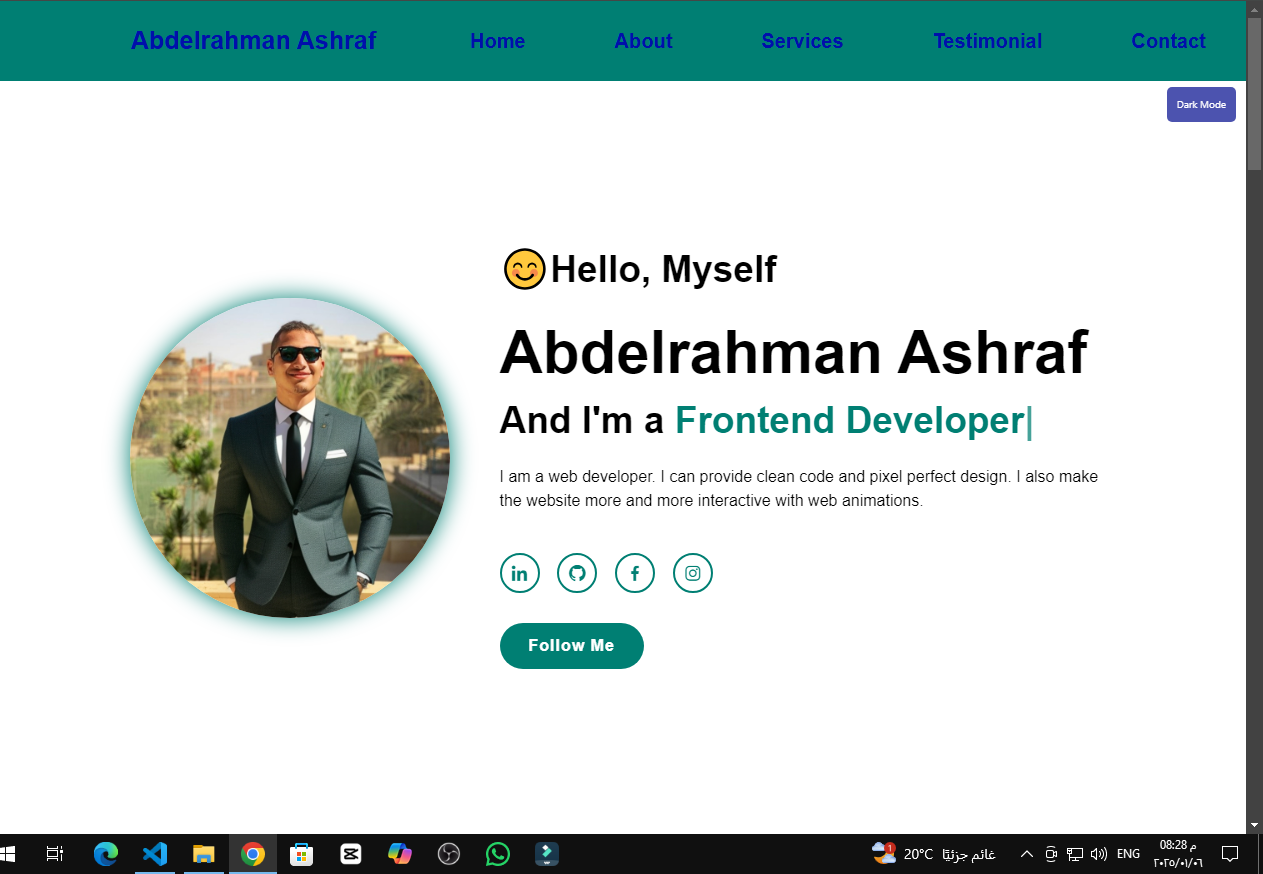 Abdelrahman Ashraf Home About Services Testimonial Contact
Dark Mode
😊Hello, Myself
Abdelrahman Ashraf
And I'm a Frontend Developer|
I am a web developer. I can provide clean code and pixel perfect design. I also make
the website more and more interactive with web animations.
in f
Follow Me
1 20°C غائم جزئيًا ENG 08:28 م
٢٠٢٥/٠١/٠٦